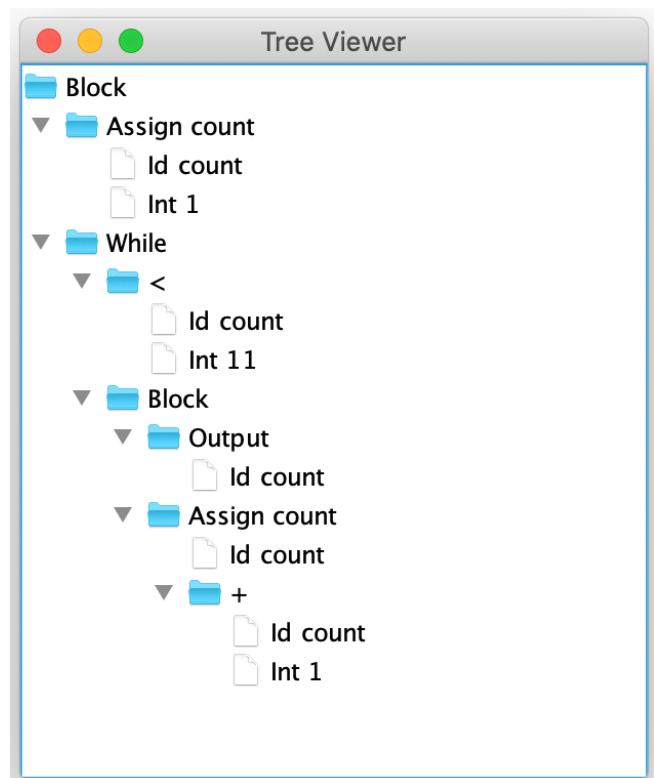 Tree Viewer
Block
Assign count
Id count
Int 1
While
<
Id count
Int 11
Block
Output
Id count
Assign count
Id count
+
Id count
Int 1